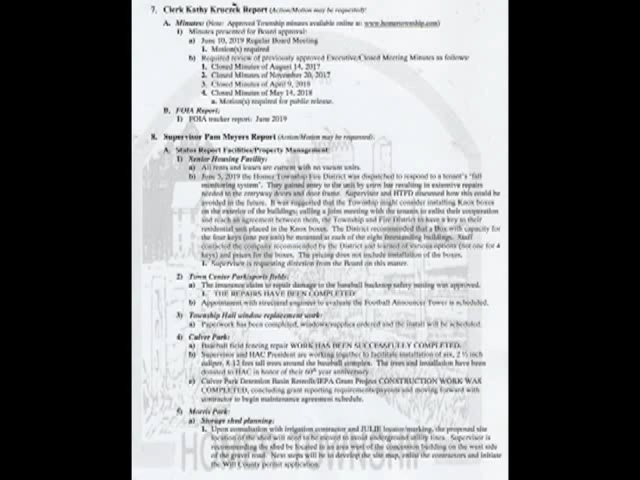 7. Clerk Kathy Kruczek Report (Action/Motion may be requested)
A. Minutes: (Note: Approved Township minutes available online at: www.homertownship.com)
1) Minutes presented for Board approval:
a) June 10, 2019 Regular Board Meeting
1. Motion(s) required
b) Required review of previously approved Executive/Closed Meeting Minutes as follows:
1. Closed Minutes of August 14, 2017
2. Closed Minutes of November 20, 2017
3. Closed Minutes of April 9, 2018
4. Closed Minutes of May 14, 2018
a. Motion(s) required for public release.
B. FOIA Report:
1) FOIA tracker report: June 2019
8. Supervisor Pam Meyers Report (Action/Motion may be requested):
A. Status Report Facilities/Property Management:
1) Senior Housing Facility:
a) All rents and leases are current with no vacant units.
b) June 5, 2019 the Homer Township Fire District was dispatched to respond to a tenant's "fall
monitoring system". They gained entry to the unit by crow bar resulting in extensive repairs
needed to the entryway doors and door frame. Supervisor and HTFD discussed how this could be
avoided in the future. It was suggested that the Township might consider installing Knox boxes
on the exterior of the buildings; calling a joint meeting with the tenants to enlist their cooperation
and reach an agreement between them, the Township and Fire District to have a key to their
residential unit placed in the Knox boxes. The District recommended that a Box with capacity for
the four keys (one per unit) be mounted at each of the eight freestanding buildings. Staff
contacted the company recommended by the District and learned of various options (not one for 4
keys) and prices for the boxes. The pricing does not include installation of the boxes.
1. Supervisor is requesting direction from the Board on this matter.
2) Town Center Park/sports fields:
a) The insurance claim to repair damage to the baseball backstop safety netting was approved.
1. THE REPAIRS HAVE BEEN COMPLETED!
b) Appointment with structural engineer to evaluate the Football Announcer Tower is scheduled.
3) Township Hall window replacement work:
a) Paperwork has been completed, windows/supplies ordered and the install will be scheduled.
4) Culver Park:
a) Baseball field fencing repair WORK HAS BEEN SUCCESSFULLY COMPLETED.
b) Supervisor and HAC President are working together to facilitate installation of six, 2 ½ inch
caliper, 8-12 feet tall trees around the baseball complex. The trees and installation have been
donated to HAC in honor of their 60th year anniversary.
c) Culver Park Detention Basin Retrofit/IEPA Grant Project CONSTRUCTION WORK WAS
COMPLETED, concluding grant reporting requirements/payouts and moving forward with
contractor to begin maintenance agreement schedule.
5) Morris Park:
a) Storage shed planning:
1. Upon consultation with irrigation contractor and JULIE locator/marking, the proposed site
location of the shed will need to be moved to avoid underground utility lines. Supervisor is
recommending the shed be located in an area west of the concession building on the west side
of the gravel road. Next steps will be to develop the site map, enlist the contractors and initiate
the Will County permit application.
HOMER TOWNSHIP